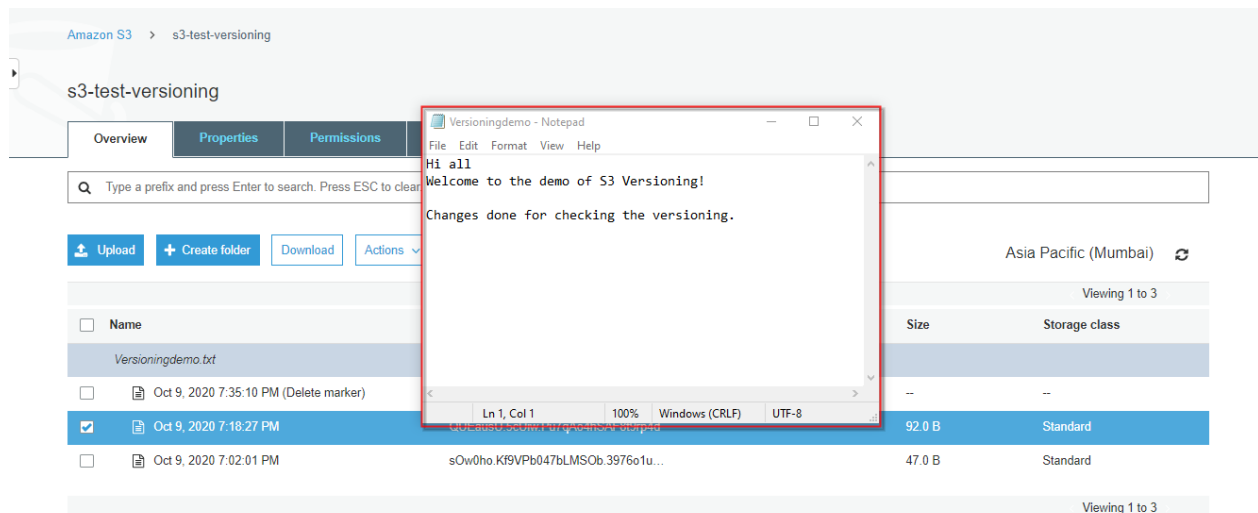 Amazon S3 > s3-test-versioning
s3-test-versioning
Overview Properties Permissions
Versioningdemo - Notepad
File Edit Format View Help
Hi all
Welcome to the demo of S3 Versioning!
Changes done for checking the versioning.
Type a prefix and press Enter to search. Press ESC to clear
Upload Create folder Download Actions
Asia Pacific (Mumbai)
Viewing 1 to 3
Name Size Storage class
Versioningdemo.txt
Oct 9, 2020 7:35:10 PM (Delete marker) -- --
Ln 1, Col 1 100% Windows (CRLF) UTF-8
Oct 9, 2020 7:18:27 PM 92.0 B Standard
Oct 9, 2020 7:02:01 PM sOw0ho.Kf9VPb047bLMSOb.3976o1u... 47.0 B Standard
Viewing 1 to 3